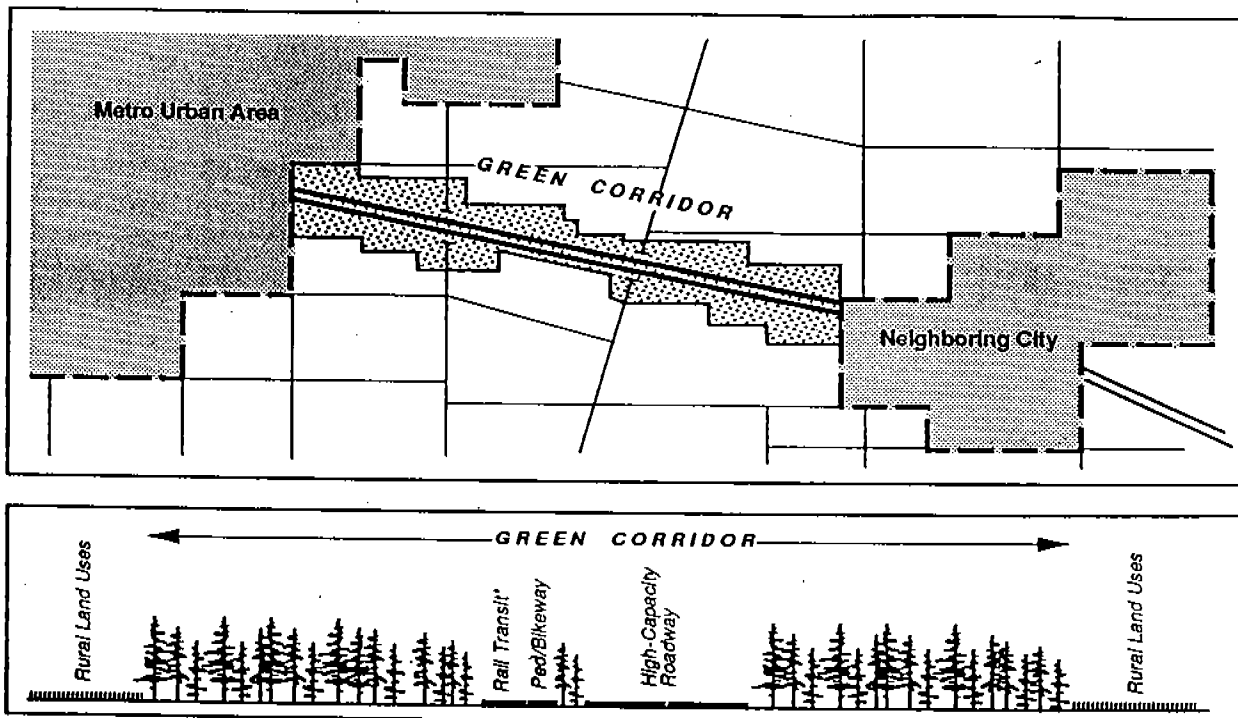 Metro Urban Area
GREEN CORRIDOR
Neighboring City
GREEN CORRIDOR
Rural Land Uses
Rail Transit*
Ped/Bikeway
High-Capacity
Roadway
Rural Land Uses